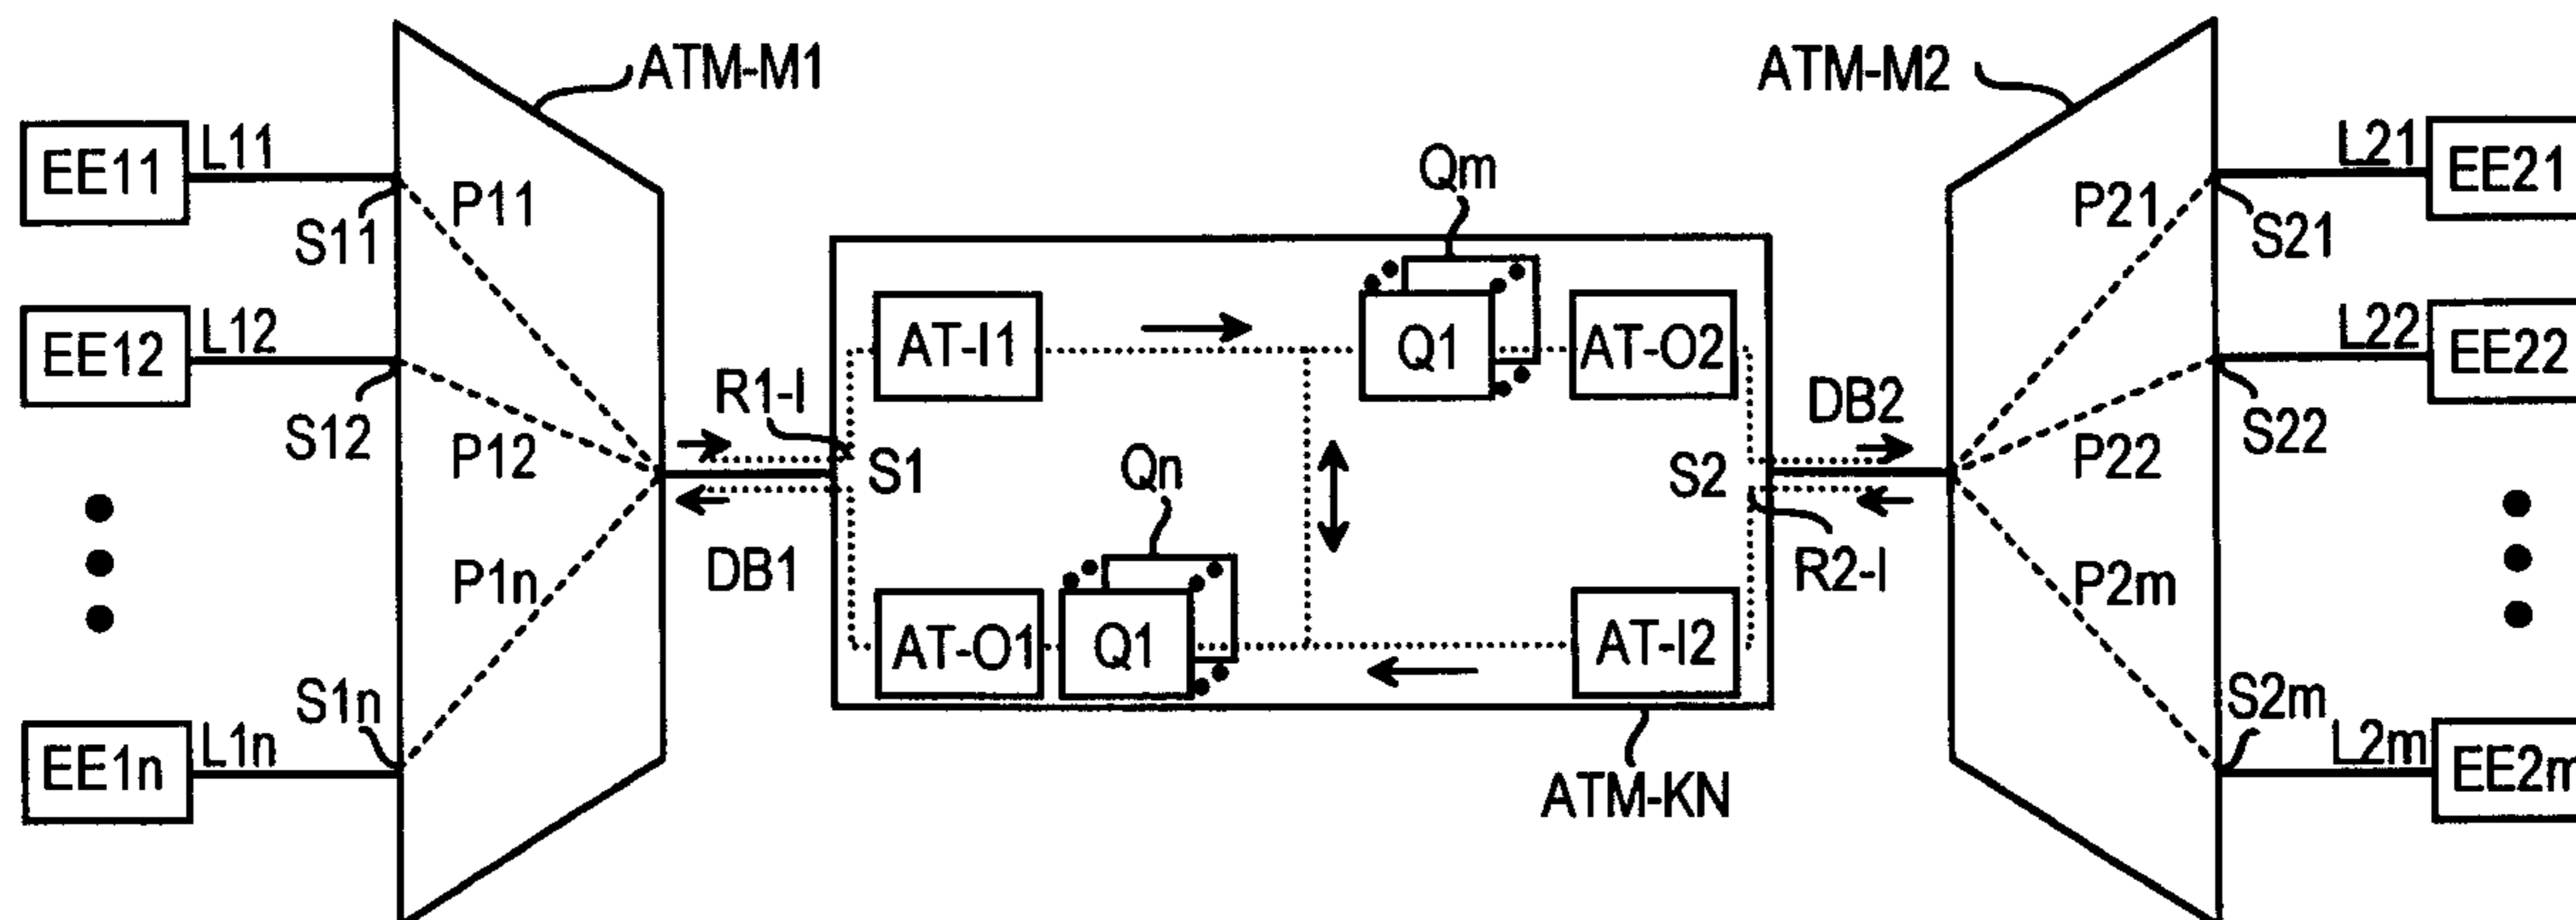 ATM-M1
ATM-M2
EE11
L11
S11
P11
EE12
L12
S12
P12
EE1n
L1n
S1n
P1n
R1-I
DB1
S1
AT-I1
Qm
Q1
AT-O2
AT-O1
Qn
Q1
AT-I2
S2
DB2
R2-I
ATM-KN
P21
S21
L21
EE21
P22
S22
L22
EE22
P2m
S2m
L2m
EE2m